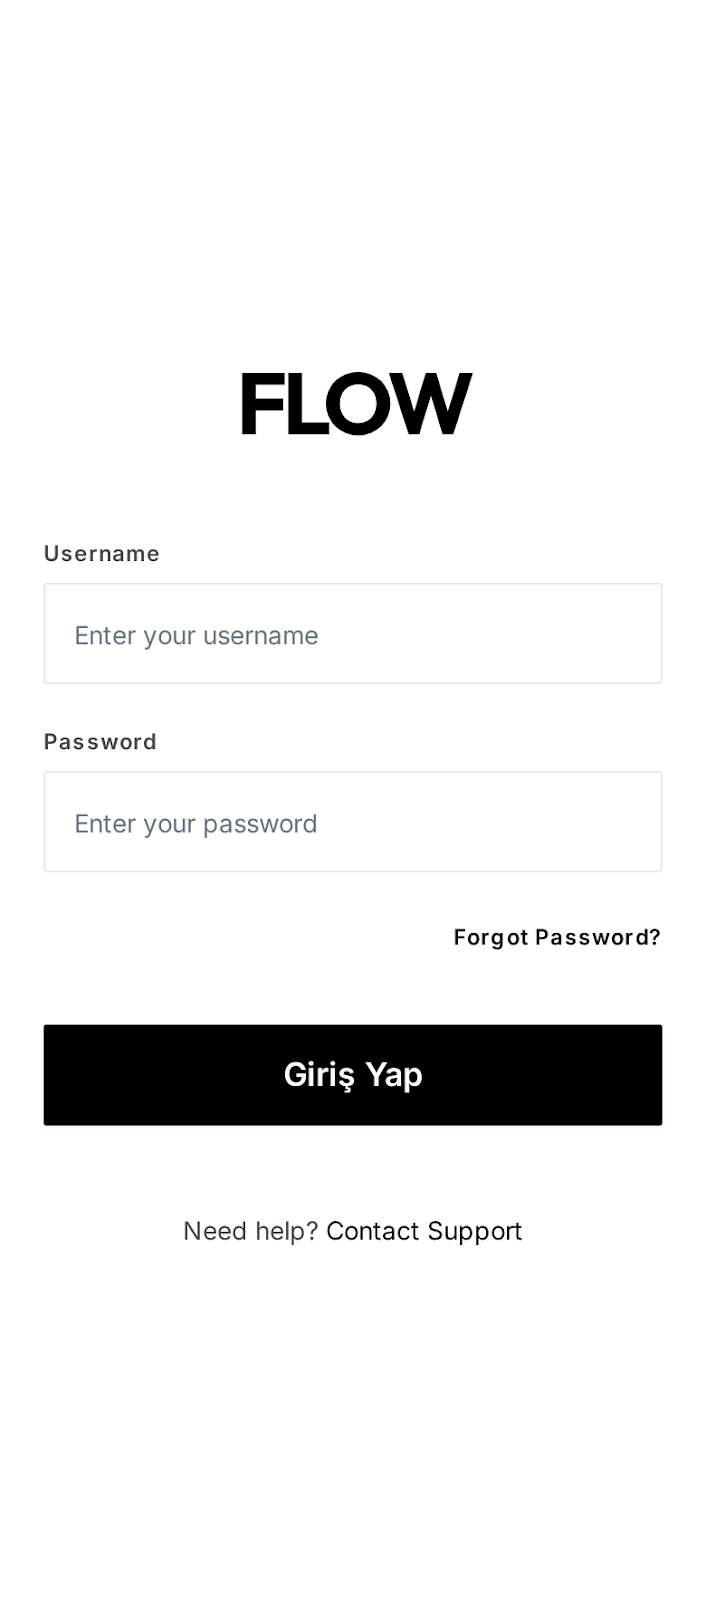 FLOW
Username
Enter your username
Password
Enter your password
Forgot Password?
Giriş Yap
Need help? Contact Support